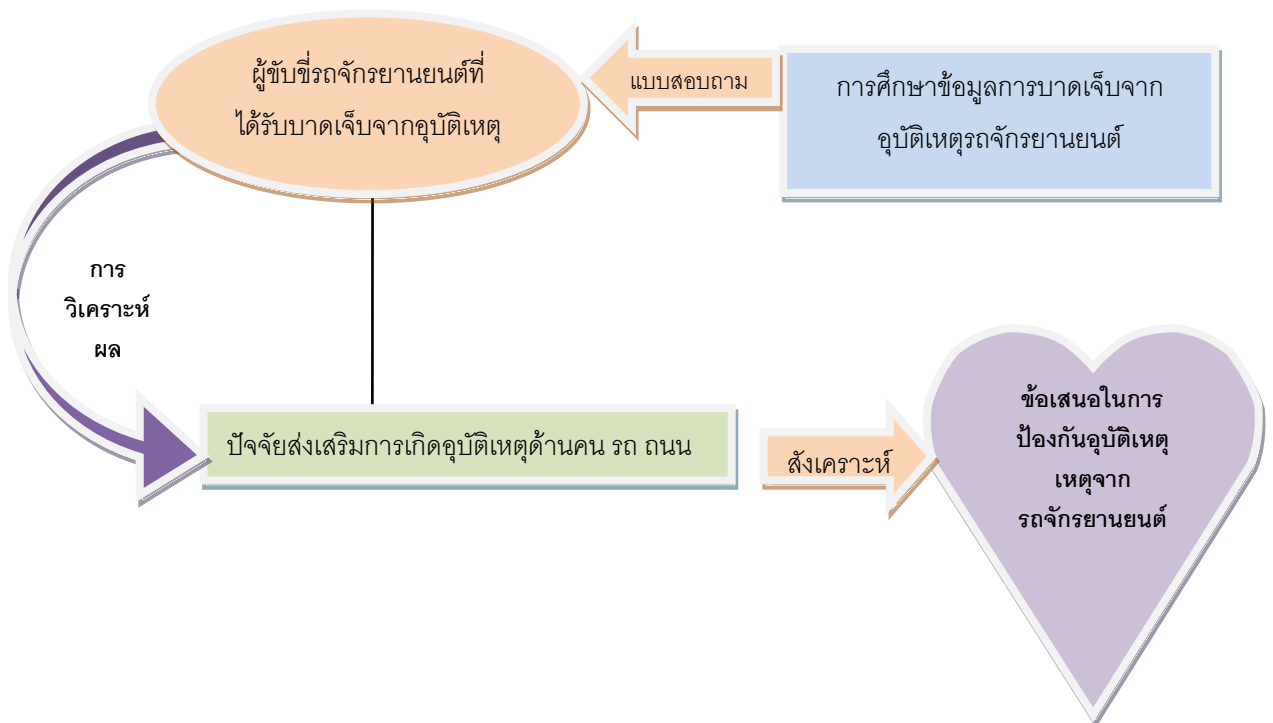 ผู้ขับขี่รถจักรยานยนต์ที่
ได้รับบาดเจ็บจากอุบัติเหตุ
แบบสอบถาม
การศึกษาข้อมูลการบาดเจ็บจาก
อุบัติเหตุรถจักรยานยนต์
การ
วิเคราะห์
ผล
ปัจจัยส่งเสริมการเกิดอุบัติเหตุด้านคน รถ ถนน
สังเคราะห์
ข้อเสนอในการ
ป้องกันอุบัติเหตุ
เหตุจาก
รถจักรยานยนต์